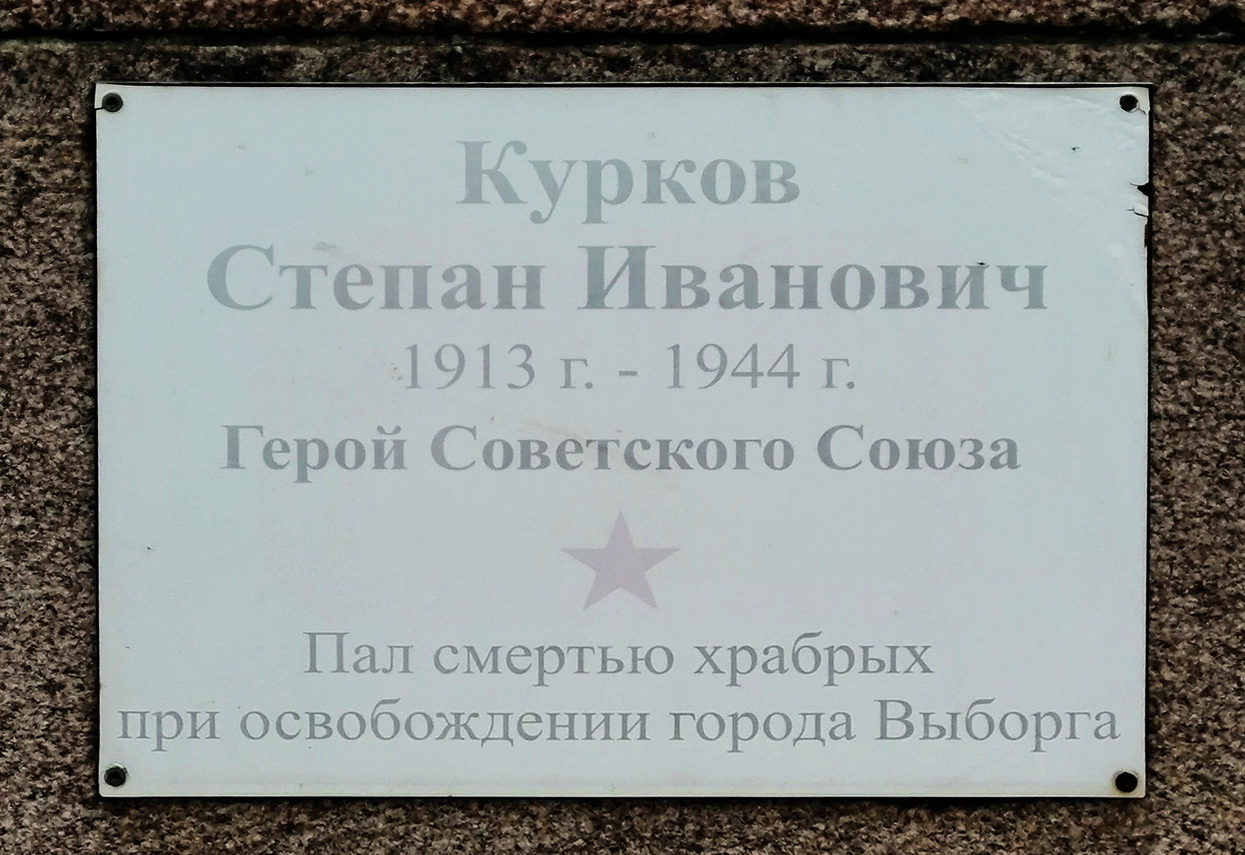 Курков
Степан Иванович
1913 г. - 1944 г.
Герой Советского Союза
Пал смертью храбрых
при освобождении города Выборга